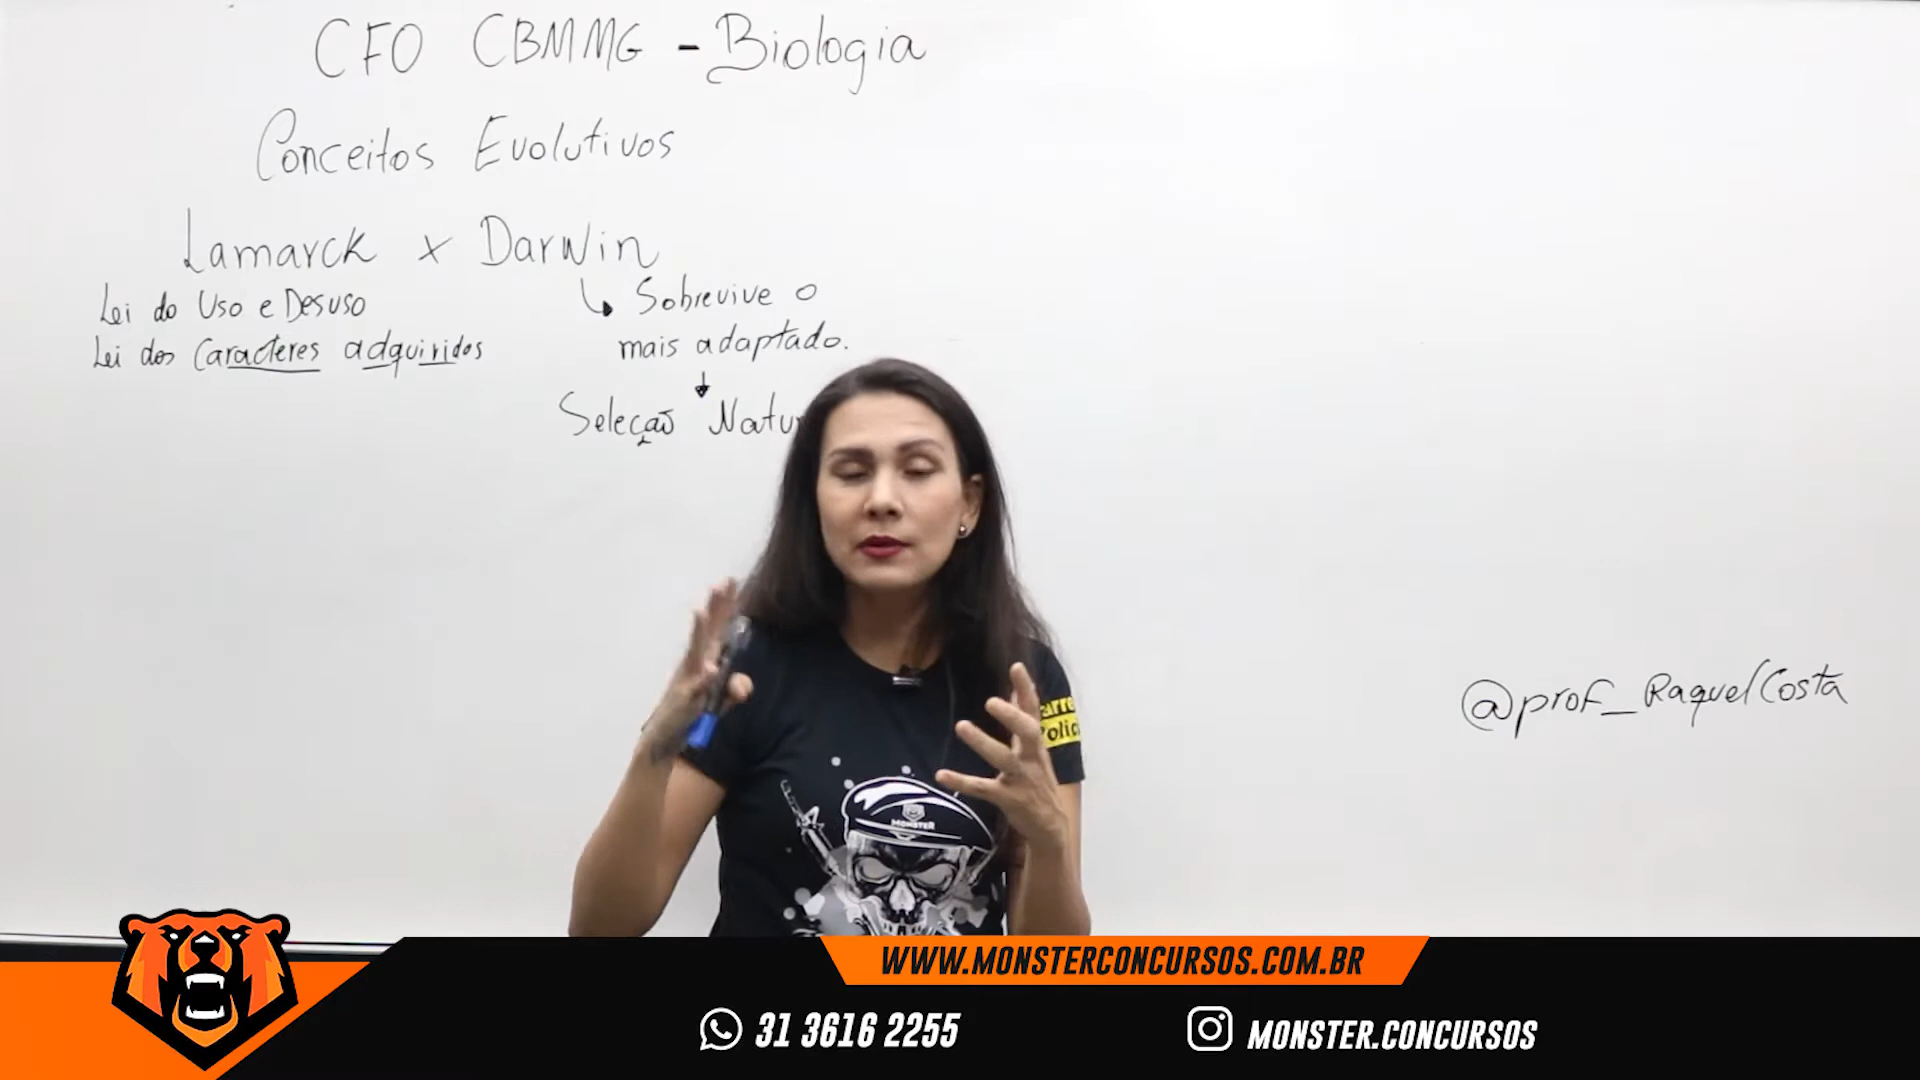 CFO CBMMG - Biologia
Conceitos Evolutivos
Lamarck x Darwin
Lei do Uso e Desuso
Lei dos Caracteres adquiridos
Sobrevive o
mais adaptado.
Seleção
@prof_RaquelCosta
MONSTER
WWW.MONSTERCONCURSOS.COM.BR
31 3616 2255
MONSTER.CONCURSOS